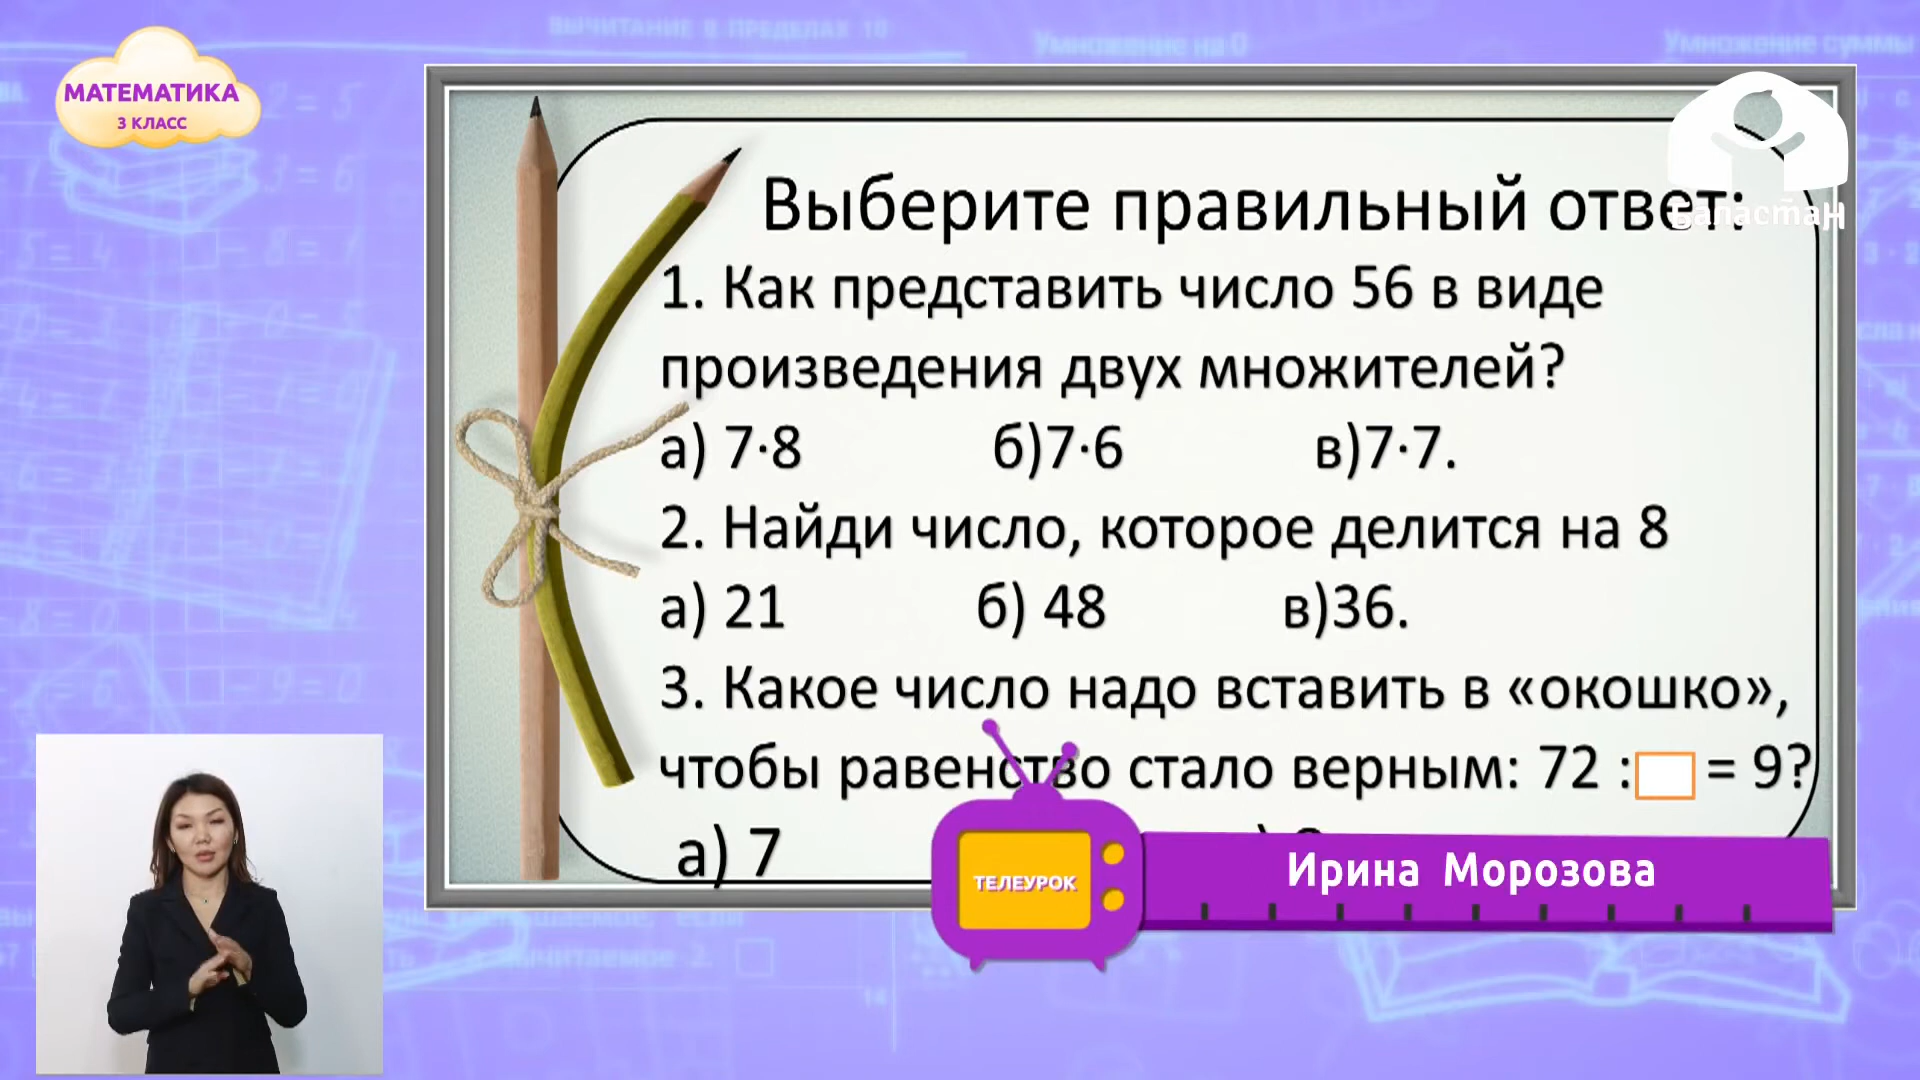 МАТЕМАТИКА
3 КЛАСС
Баластан
Выберите правильный ответ:
1. Как представить число 56 в виде
произведения двух множителей?
а) 7·8 б)7·6 в)7·7.
2. Найди число, которое делится на 8
а) 21 б) 48 в)36.
3. Какое число надо вставить в «окошко»,
чтобы равенство стало верным: 72 : = 9?
а) 7
ТЕЛЕУРОК
Ирина Морозова